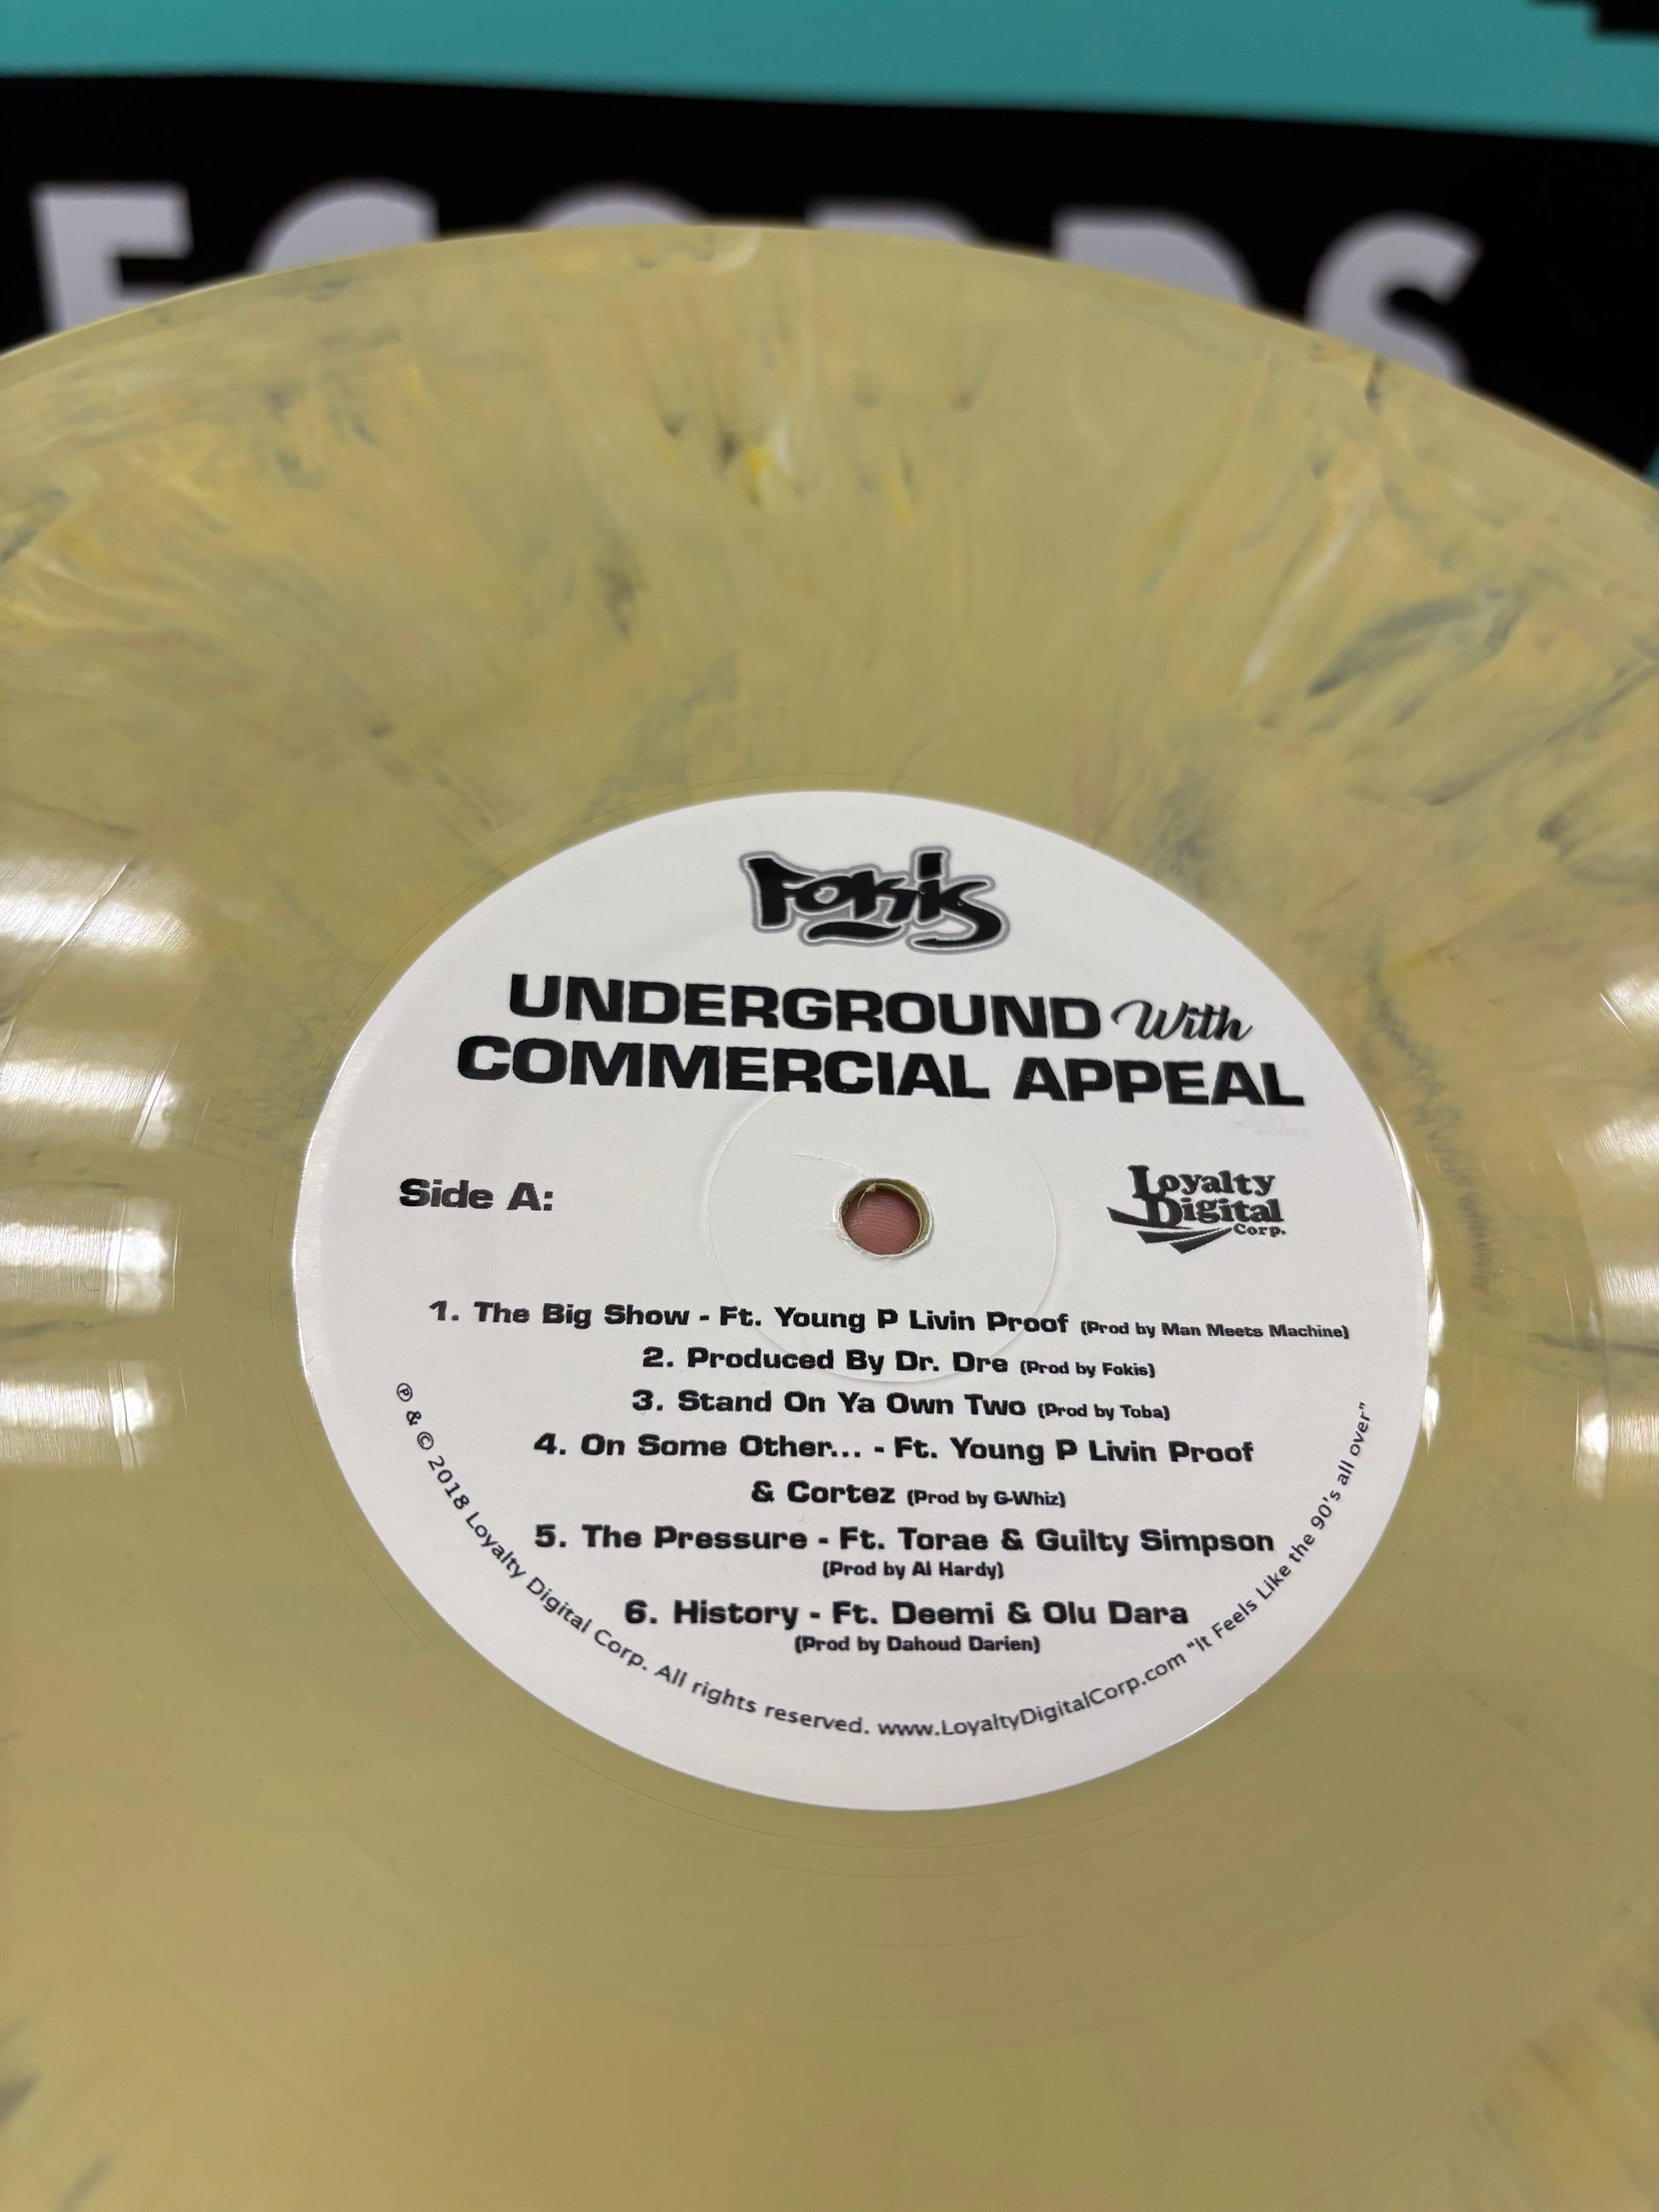 ECORDS
Fokis
UNDERGROUND With
COMMERCIAL APPEAL
Side A:
Loyalty
Digital
Corp.
1. The Big Show - Ft. Young P Livin Proof (Prod by Man Meets Machine)
2. Produced By Dr. Dre (Prod by Fokis)
3. Stand On Ya Own Two (Prod by Toba)
4. On Some Other... - Ft. Young P Livin Proof
& Cortez (Prod by G-Whiz)
5. The Pressure - Ft. Torae & Guilty Simpson
(Prod by Al Hardy)
6. History - Ft. Deemi & Olu Dara
(Prod by Dahoud Darien)
℗ & © 2018 Loyalty Digital Corp. All rights reserved. www.LoyaltyDigitalCorp.com "It Feels Like the 90's all over"